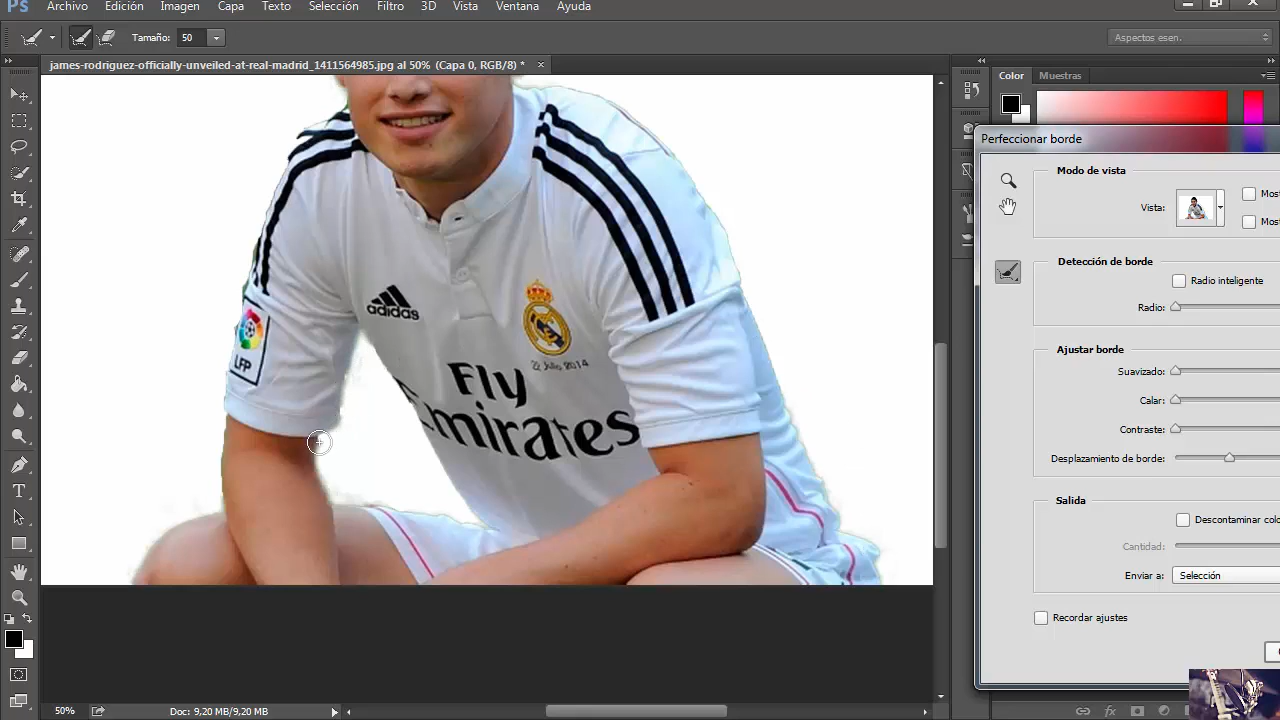 Ps Archivo Edición Imagen Capa Texto Selección Filtro 3D Vista Ventana Ayuda
Tamaño: 50
Aspectos esen.
james-rodriguez-officially-unveiled-at-real-madrid_1411564985.jpg al 50% (Capa 0, RGB/8) *
Color Muestras
Perfeccionar borde
Modo de vista
Vista:
Detección de borde
Radio inteligente
Radio:
Ajustar borde
Suavizado:
Calar:
Contraste:
Desplazamiento de borde:
Salida
Cantidad:
Enviar a: Selección
Recordar ajustes
adidas
LFP
22 Julio 2014
Fly
Emirates
50% Doc: 9,20 MB/9,20 MB
fx